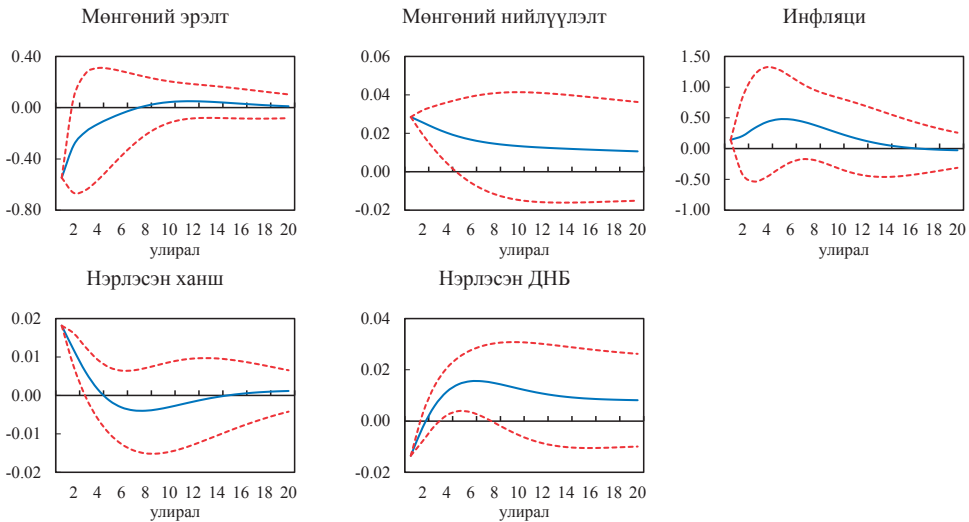 Мөнгөний эрэлт
0.40
0.00
-0.40
-0.80
2 4 6 8 10 12 14 16 18 20
улирал
Мөнгөний нийлүүлэлт
0.06
0.04
0.02
0.00
-0.02
2 4 6 8 10 12 14 16 18 20
улирал
Инфляци
1.50
1.00
0.50
0.00
-0.50
-1.00
2 4 6 8 10 12 14 16 18 20
улирал
Нэрлэсэн ханш
0.02
0.01
0.00
-0.01
-0.02
2 4 6 8 10 12 14 16 18 20
улирал
Нэрлэсэн ДНБ
0.04
0.02
0.00
-0.02
2 4 6 8 10 12 14 16 18 20
улирал